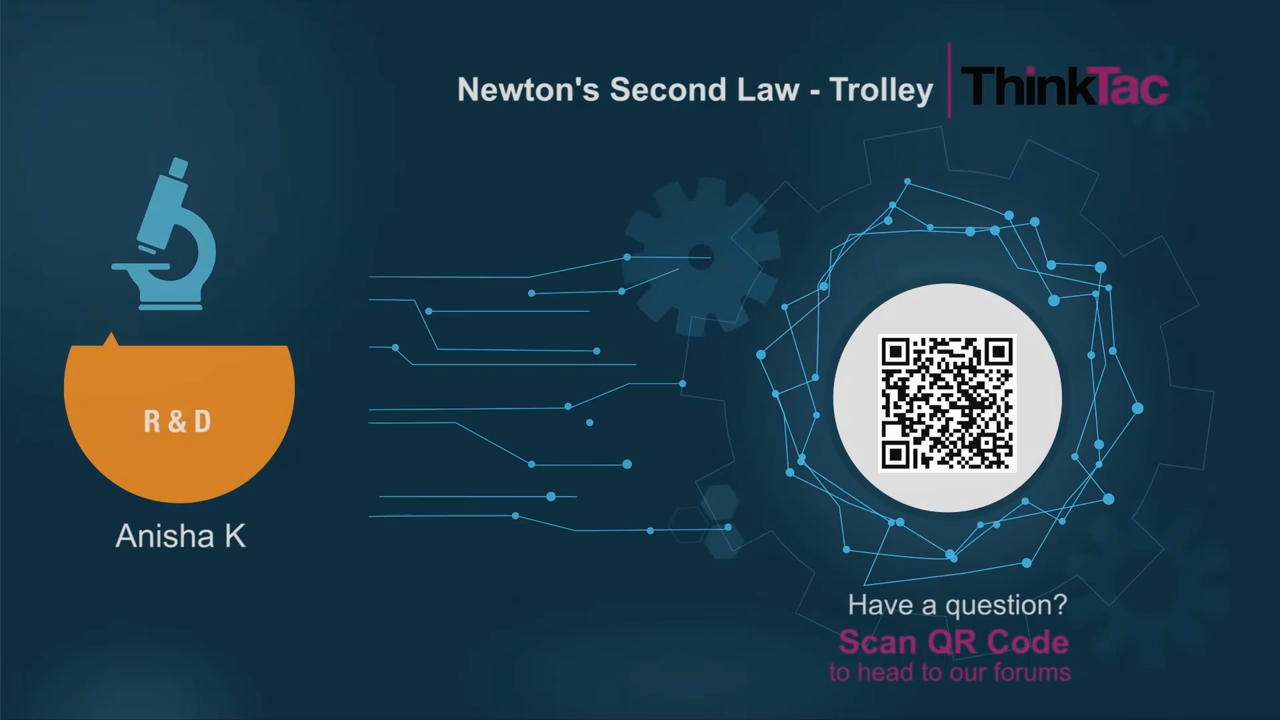 Newton's Second Law - Trolley
ThinkTac
R & D
Anisha K
Have a question?
Scan QR Code
to head to our forums